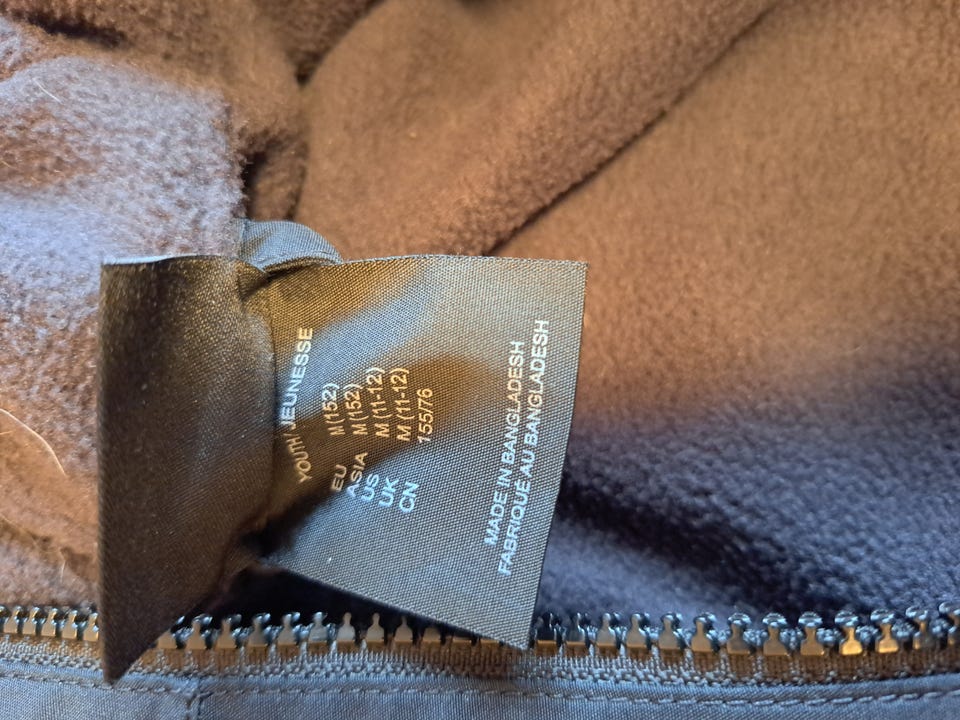 YOUTH/JEUNESSE
EU M (152)
ASIA M (152)
US M (11-12)
UK M (11-12)
CN 155/76
MADE IN BANGLADESH
FABRIQUE AU BANGLADESH